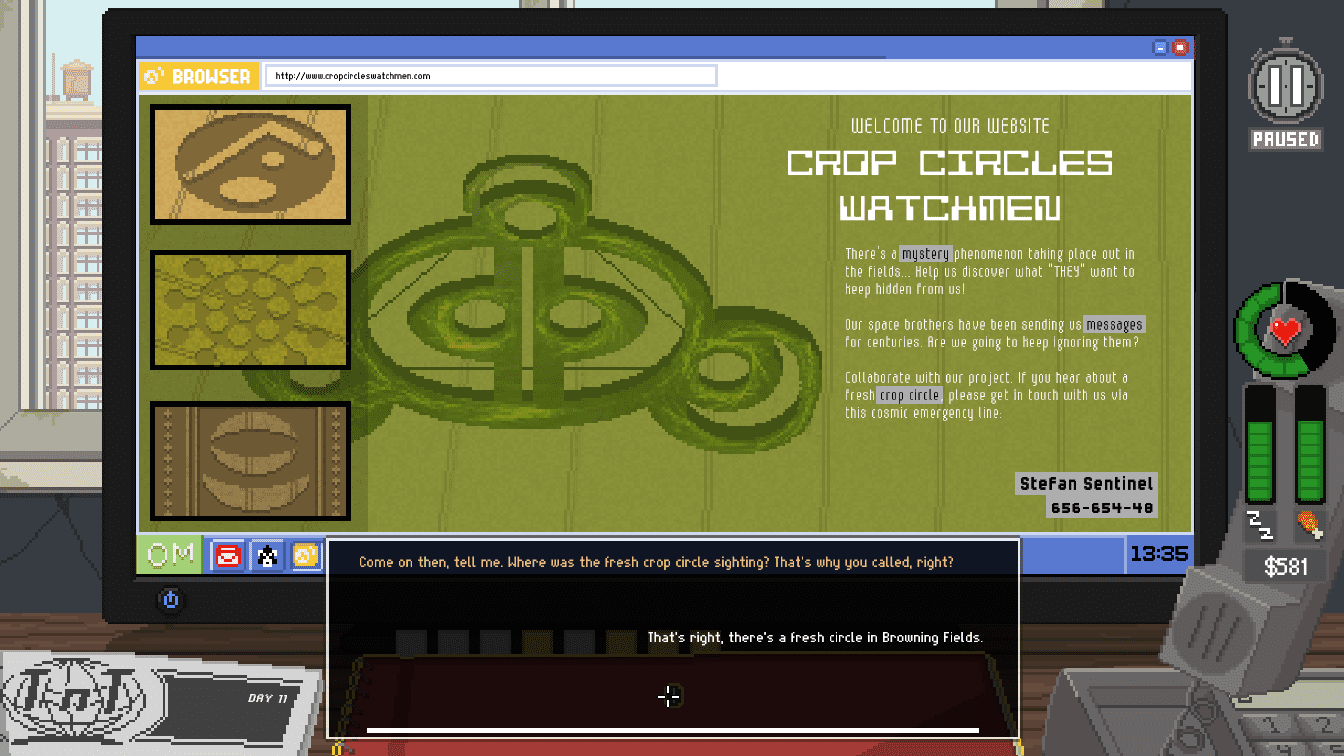 BROWSER
http://www.cropcircleswatchmen.com
PAUSED
WELCOME TO OUR WEBSITE
CROP CIRCLES
WATCHMEN
There's a mystery phenomenon taking place out in
the fields... Help us discover what "THEY" want to
keep hidden from us!
Our space brothers have been sending us messages
for centuries. Are we going to keep ignoring them?
Collaborate with our project. If you hear about a
fresh crop circle, please get in touch with us via
this cosmic emergency line:
Stefan Sentinel
656-654-48
OM
13:35
Z
Z
$581
Come on then, tell me. Where was the fresh crop circle sighting? That's why you called, right?
That's right, there's a fresh circle in Browning Fields.
TnT
DAY 11
1 2